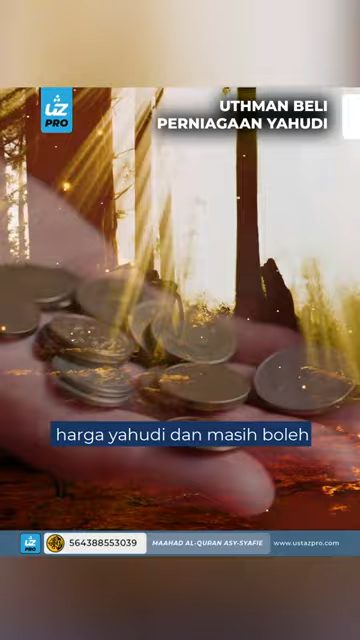 UZ
PRO
UTHMAN BELI
PERNIAGAAN YAHUDI
harga yahudi dan masih boleh
UZ
PRO
564388553039
MAAHAD AL-QURAN ASY-SYAFIE
www.ustazpro.com